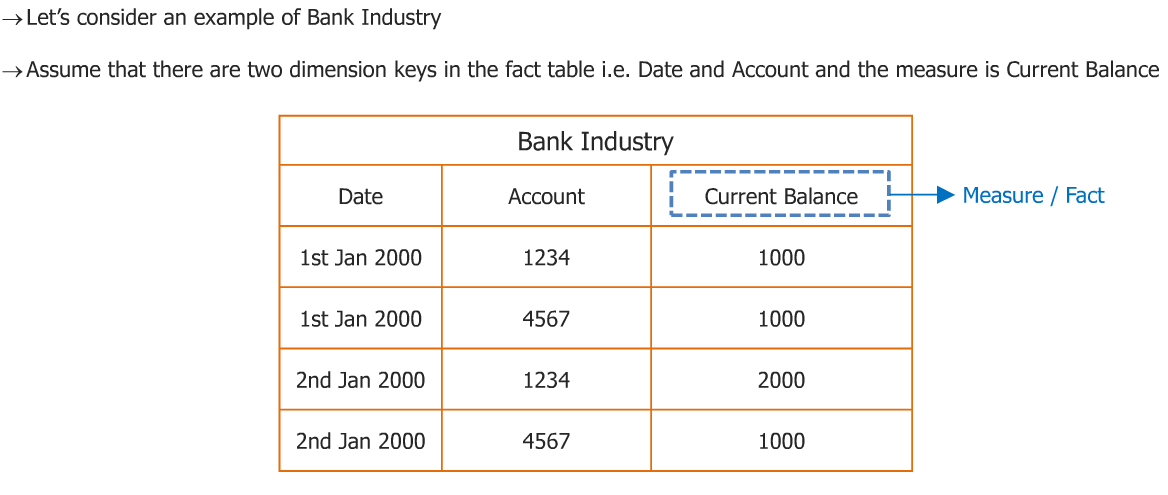 →Let's consider an example of Bank Industry
→Assume that there are two dimension keys in the fact table i.e. Date and Account and the measure is Current Balance
Bank Industry
Date Account Current Balance Measure / Fact
1st Jan 2000 1234 1000
1st Jan 2000 4567 1000
2nd Jan 2000 1234 2000
2nd Jan 2000 4567 1000